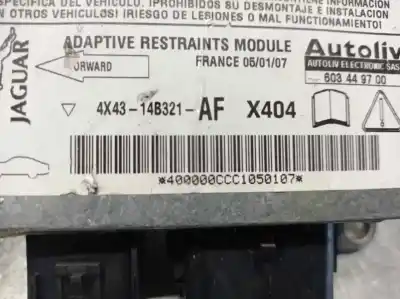 ESPECIFICA DEL VEHICULO. ¡PROHIBIDOS SU DESMONTAJE E INSTALACION
EN OTROS VEHICULOS! (RIESGO DE LESIONES O MAL FUNCIONAMIENTO)
JAGUAR
ADAPTIVE RESTRAINTS MODULE
FORWARD
FRANCE 05/01/07
Autoliv
AUTOLIV ELECTRONIC SAS
603 44 97 00
4X43-14B321-AF X404
*400000CCC1050107*